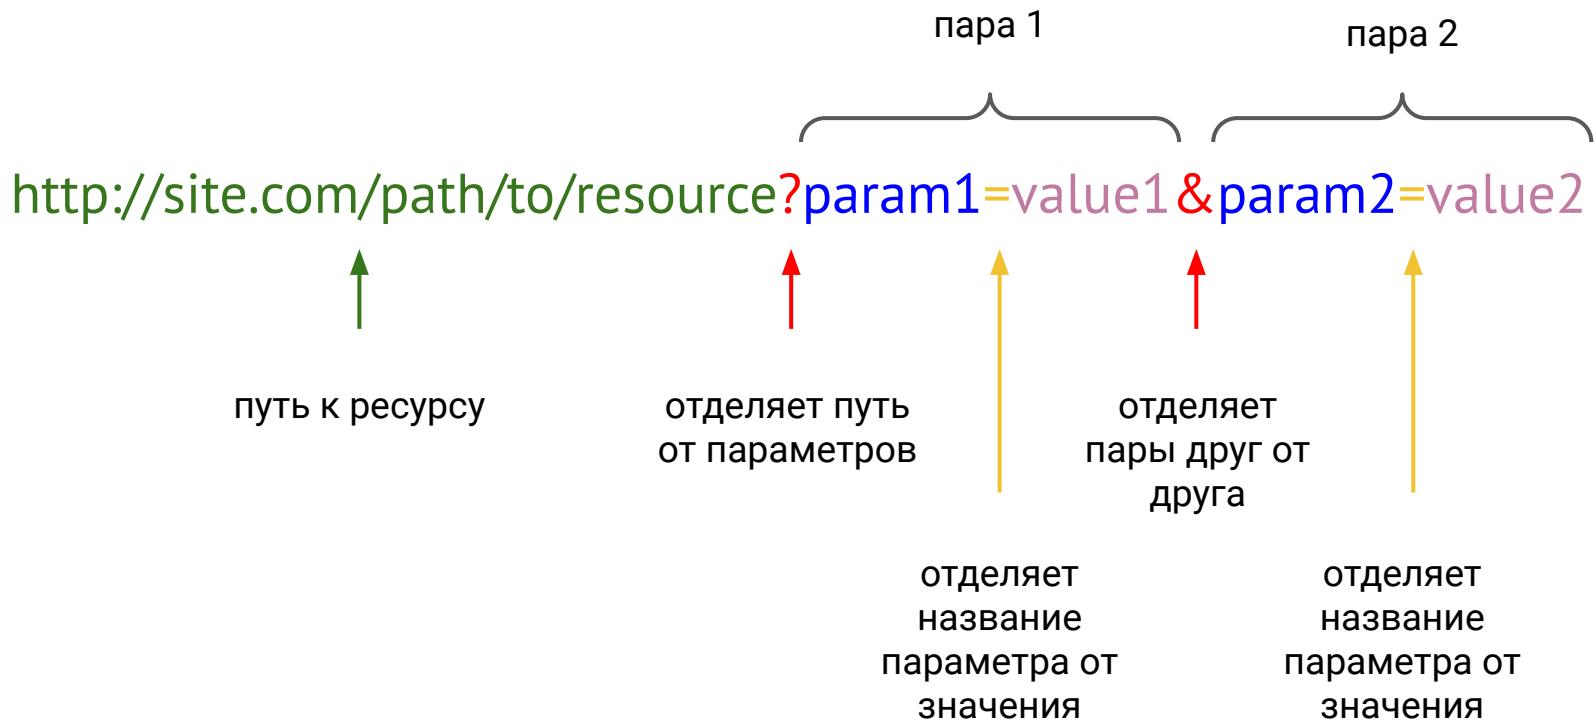 пара 1
пара 2
http://site.com/path/to/resource?param1=value1&param2=value2
путь к ресурсу
отделяет путь
от параметров
отделяет
пары друг от
друга
отделяет
название
параметра от
значения
отделяет
название
параметра от
значения